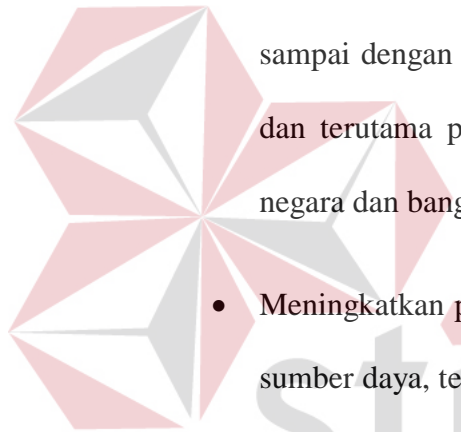 sampai dengan
dan terutama p
negara dan bang
• Meningkatkan p
sumber daya, te
sti